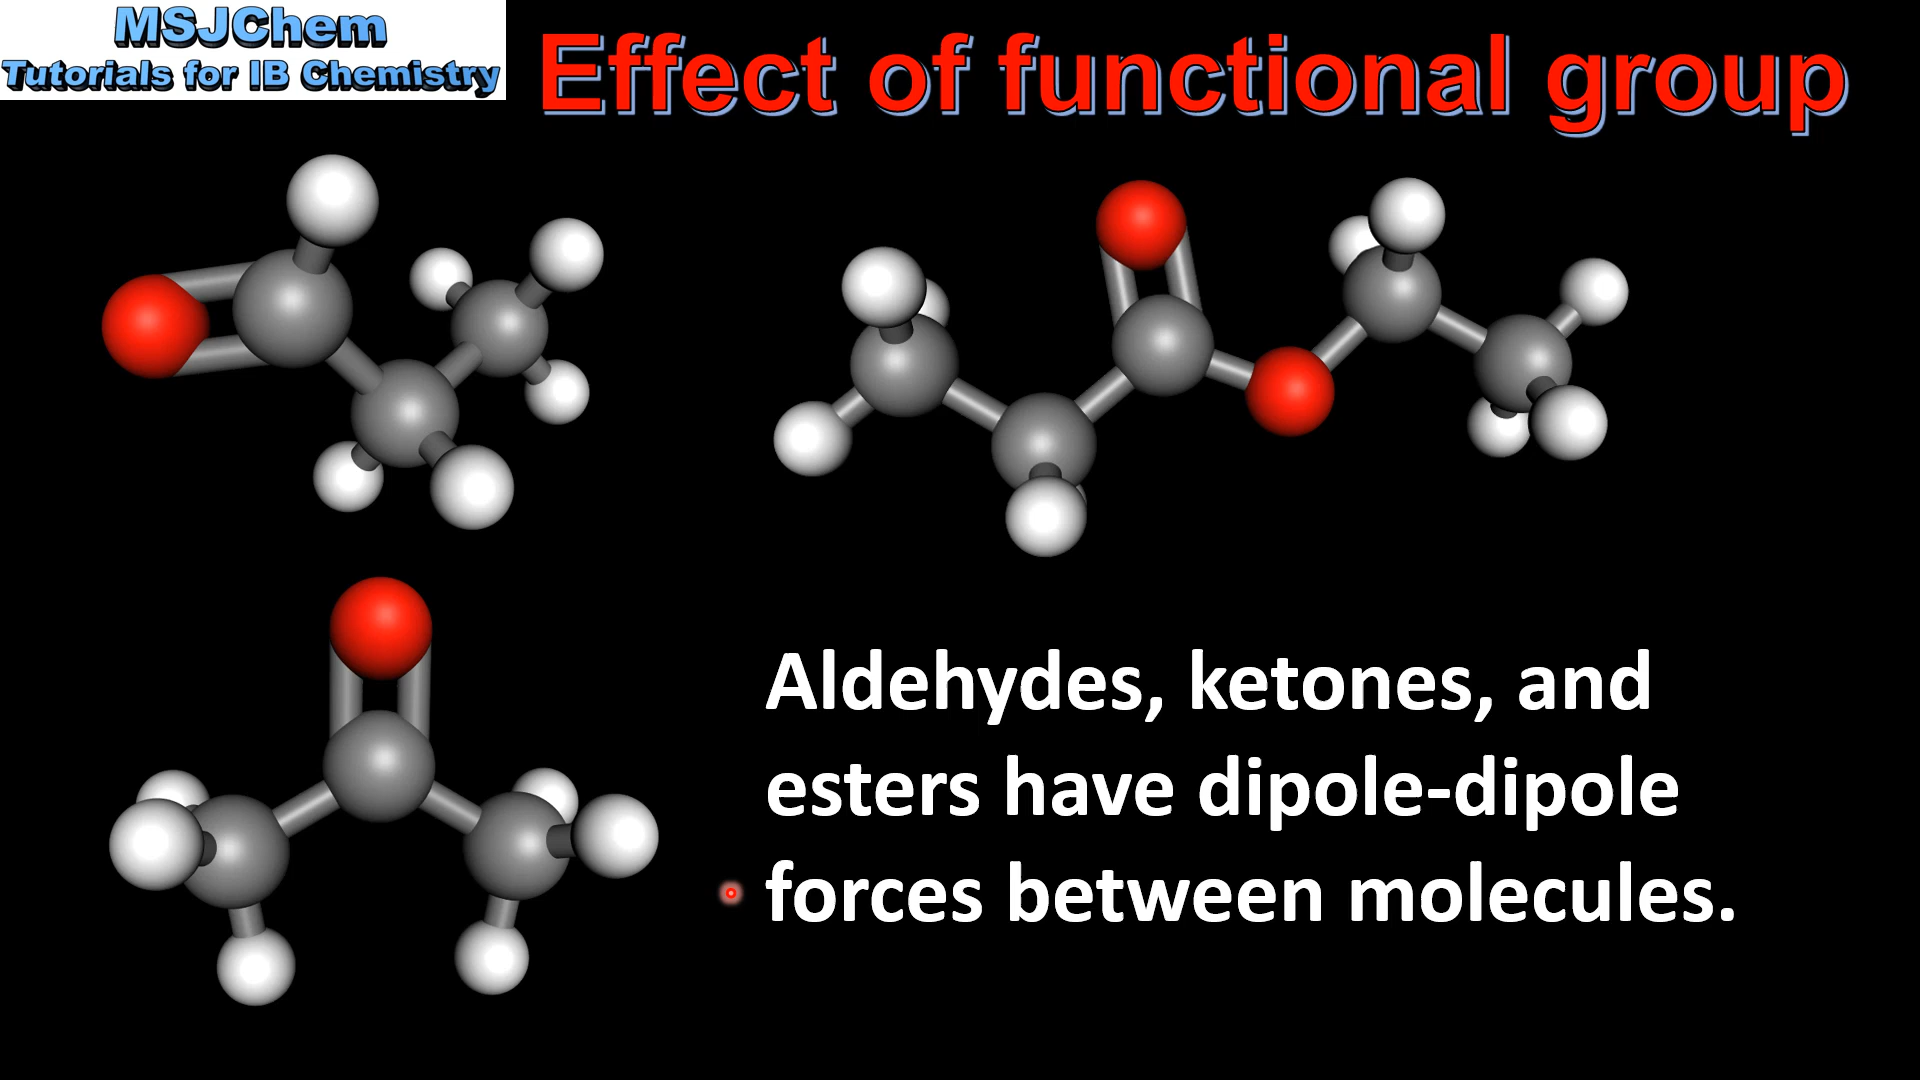 MSJChem
Tutorials for IB Chemistry
Effect of functional group
Aldehydes, ketones, and
esters have dipole-dipole
forces between molecules.